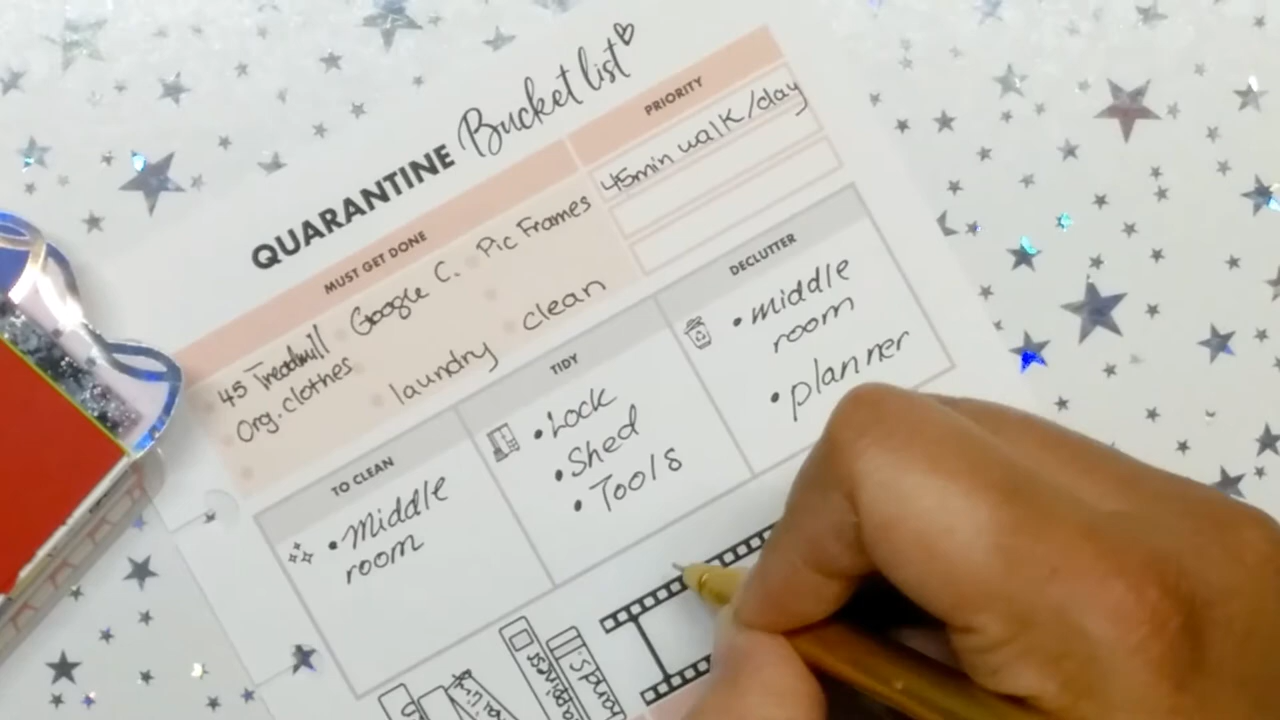 QUARANTINE Bucket list
MUST GET DONE
45 Treadmill
Google C.
Pic Frames
Org. clothes
laundry
clean
PRIORITY
45min walk/day
TO CLEAN
• Middle
room
TIDY
• Lock
• Shed
• Tools
DECLUTTER
• middle
room
• planner